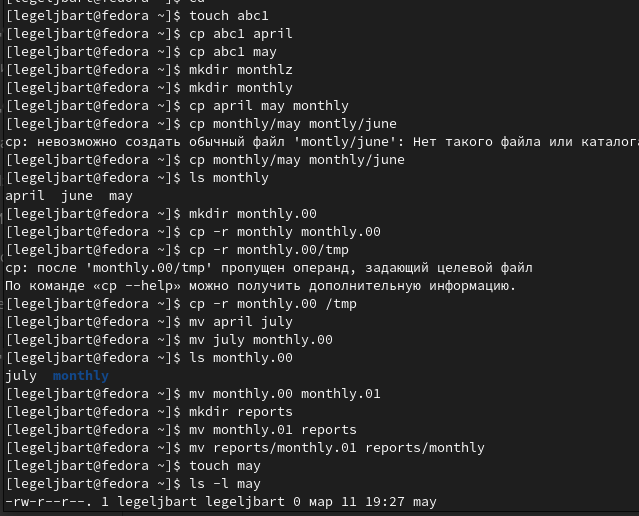 [legeljbart@fedora ~]$ cd
[legeljbart@fedora ~]$ touch abc1
[legeljbart@fedora ~]$ cp abc1 april
[legeljbart@fedora ~]$ cp abc1 may
[legeljbart@fedora ~]$ mkdir monthlz
[legeljbart@fedora ~]$ mkdir monthly
[legeljbart@fedora ~]$ cp april may monthly
[legeljbart@fedora ~]$ cp monthly/may montly/june
cp: невозможно создать обычный файл 'montly/june': Нет такого файла или каталога
[legeljbart@fedora ~]$ cp monthly/may monthly/june
[legeljbart@fedora ~]$ ls monthly
april  june  may
[legeljbart@fedora ~]$ mkdir monthly.00
[legeljbart@fedora ~]$ cp -r monthly monthly.00
[legeljbart@fedora ~]$ cp -r monthly.00/tmp
cp: после 'monthly.00/tmp' пропущен операнд, задающий целевой файл
По команде «cp --help» можно получить дополнительную информацию.
[legeljbart@fedora ~]$ cp -r monthly.00 /tmp
[legeljbart@fedora ~]$ mv april july
[legeljbart@fedora ~]$ mv july monthly.00
[legeljbart@fedora ~]$ ls monthly.00
july  monthly
[legeljbart@fedora ~]$ mv monthly.00 monthly.01
[legeljbart@fedora ~]$ mkdir reports
[legeljbart@fedora ~]$ mv monthly.01 reports
[legeljbart@fedora ~]$ mv reports/monthly.01 reports/monthly
[legeljbart@fedora ~]$ touch may
[legeljbart@fedora ~]$ ls -l may
-rw-r--r--. 1 legeljbart legeljbart 0 мар 11 19:27 may